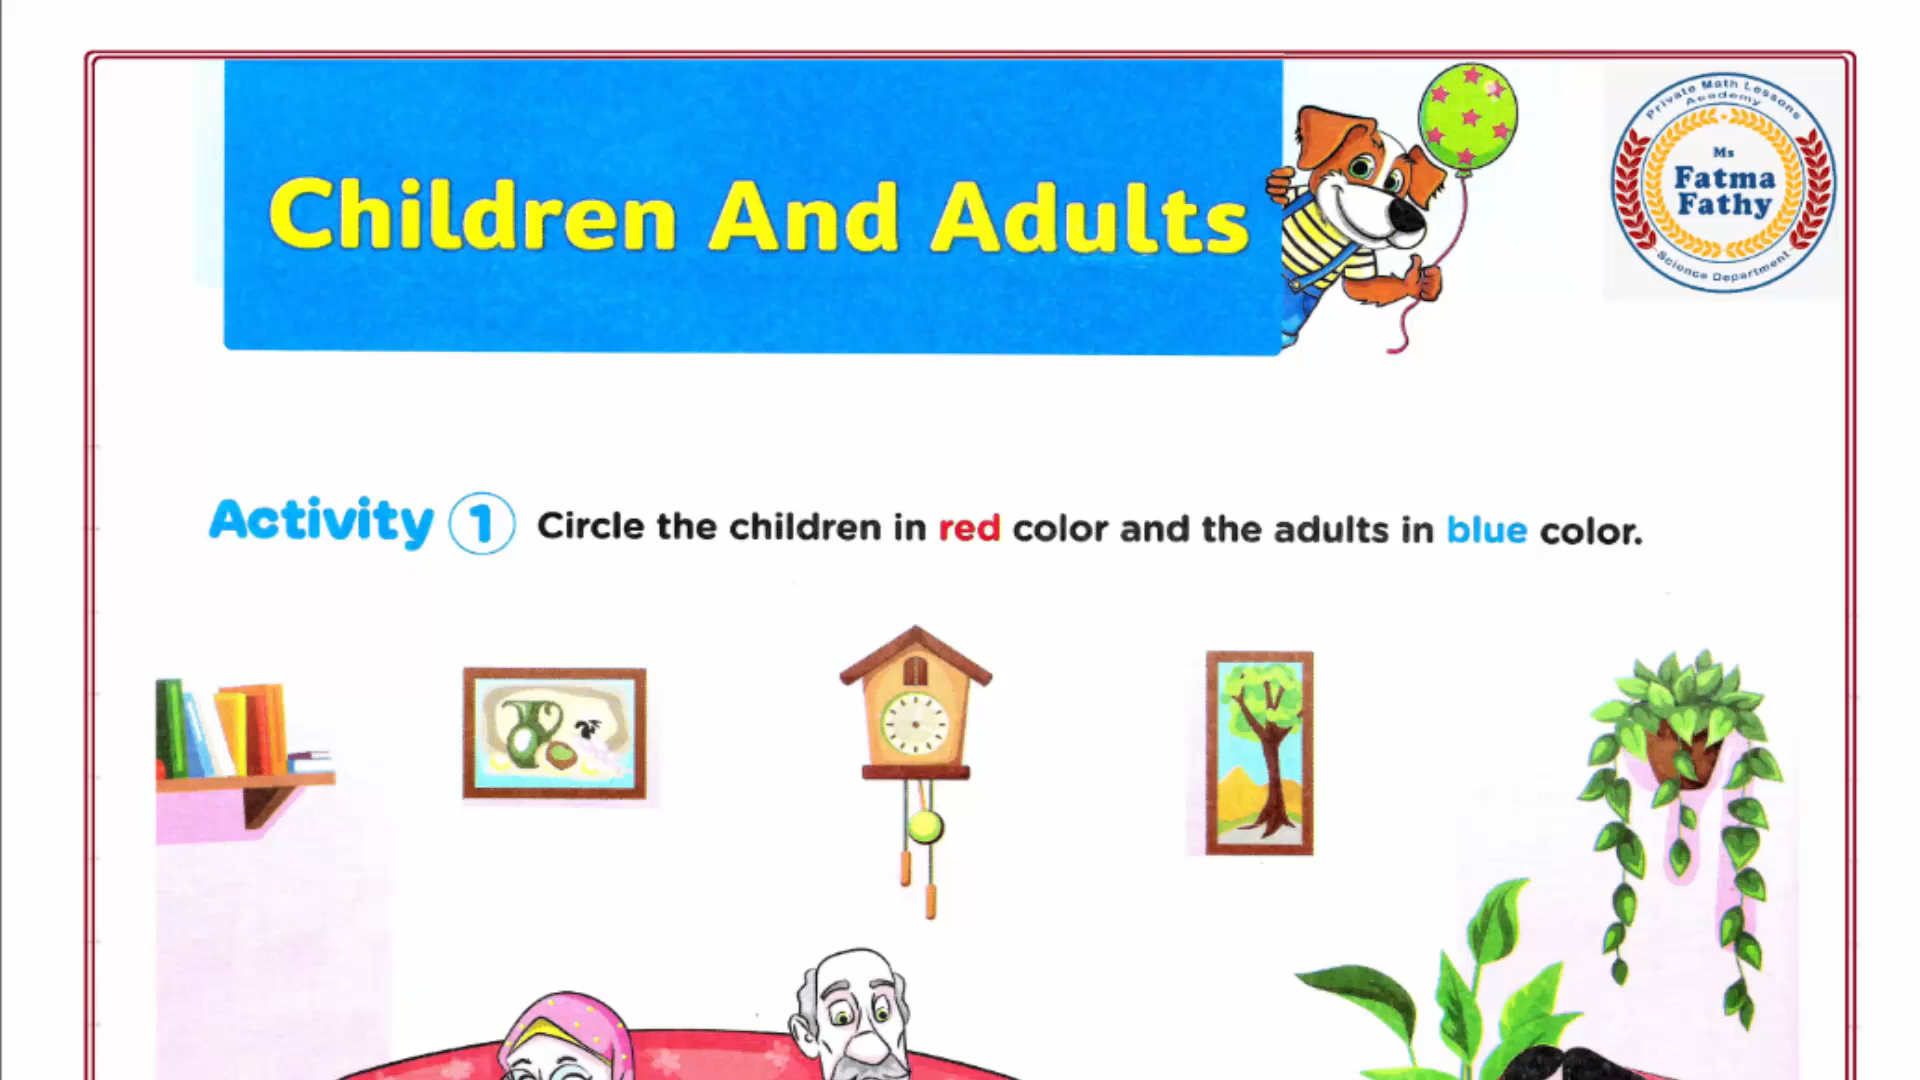 Children And Adults
Private Math Lessons
Academy
Ms
Fatma
Fathy
Science Department
Activity 1 Circle the children in red color and the adults in blue color.